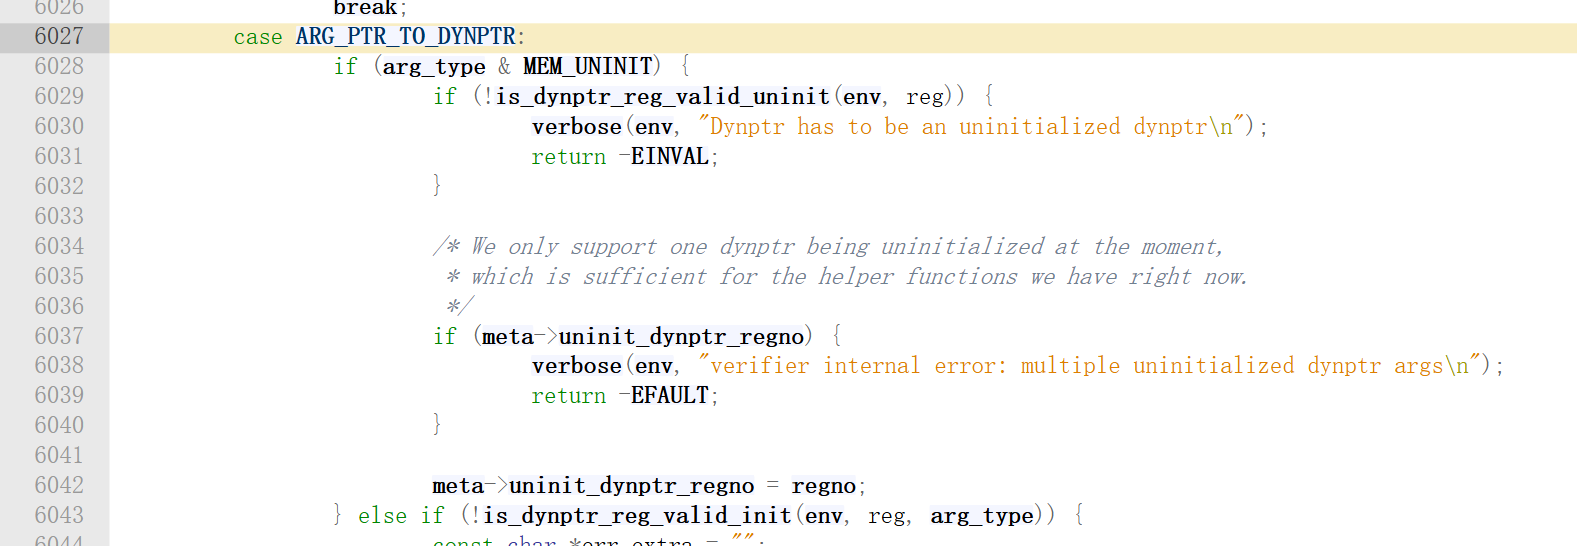 6026 break;
6027 case ARG_PTR_TO_DYNPTR:
6028 if (arg_type & MEM_UNINIT) {
6029 if (!is_dynptr_reg_valid_uninit(env, reg)) {
6030 verbose(env, "Dynptr has to be an uninitialized dynptr\n");
6031 return -EINVAL;
6032 }
6033
6034 /* We only support one dynptr being uninitialized at the moment,
6035 * which is sufficient for the helper functions we have right now.
6036 */
6037 if (meta->uninit_dynptr_regno) {
6038 verbose(env, "verifier internal error: multiple uninitialized dynptr args\n");
6039 return -EFAULT;
6040 }
6041
6042 meta->uninit_dynptr_regno = regno;
6043 } else if (!is_dynptr_reg_valid_init(env, reg, arg_type)) {
6044 const char *err_extra = "";